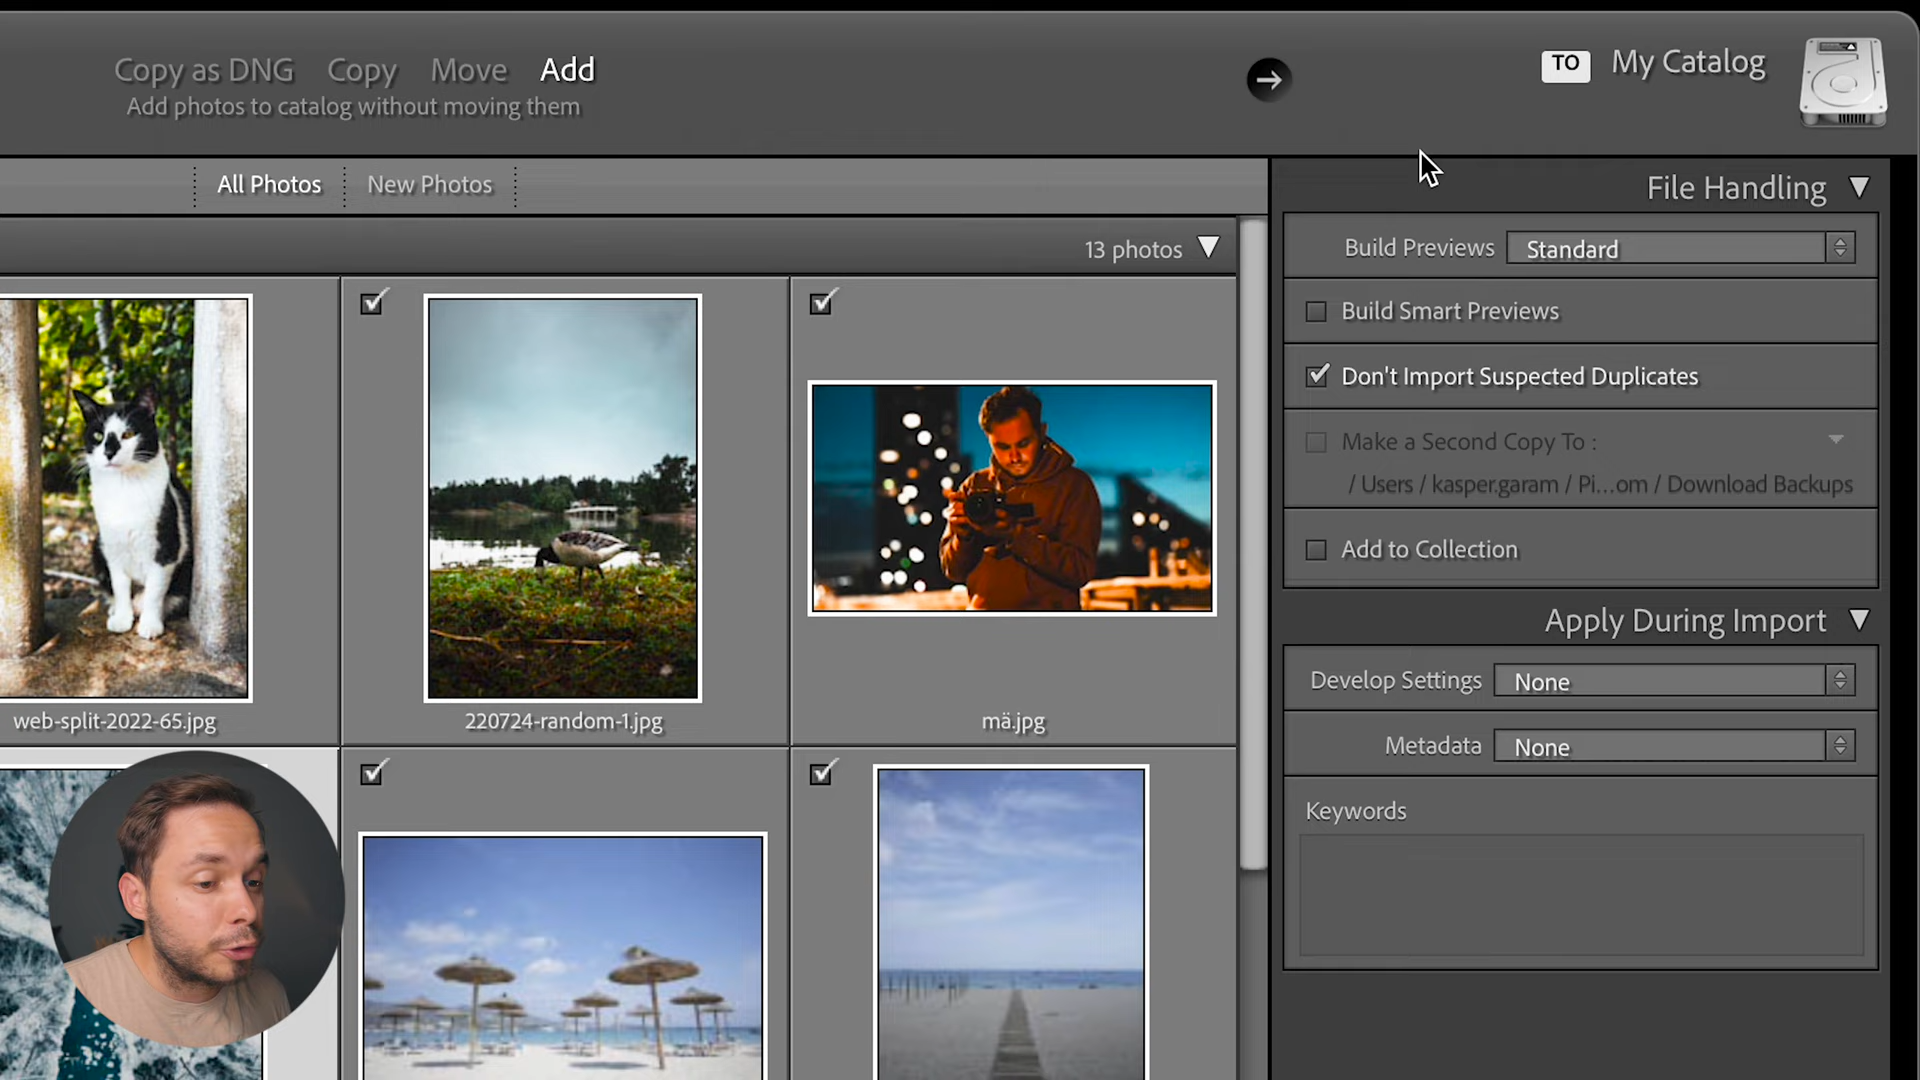 Copy as DNG Copy Move Add
Add photos to catalog without moving them
TO My Catalog
All Photos New Photos
13 photos
web-split-2022-65.jpg
220724-random-1.jpg
mä.jpg
File Handling
Build Previews Standard
Build Smart Previews
Don't Import Suspected Duplicates
Make a Second Copy To :
/ Users / kasper.garam / Pi...om / Download Backups
Add to Collection
Apply During Import
Develop Settings None
Metadata None
Keywords